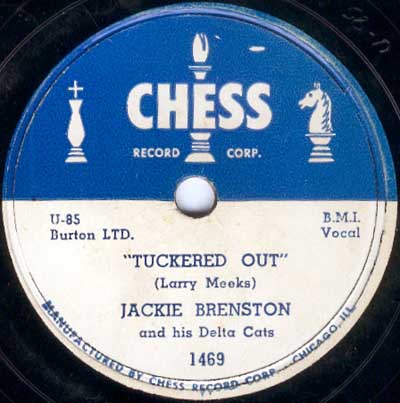 CHESS
RECORD CORP.
U-85
Burton LTD.
B.M.I.
Vocal
"TUCKERED OUT"
(Larry Meeks)
JACKIE BRENSTON
and his Delta Cats
1469
MANUFACTURED BY CHESS RECORD CORP. CHICAGO, ILL